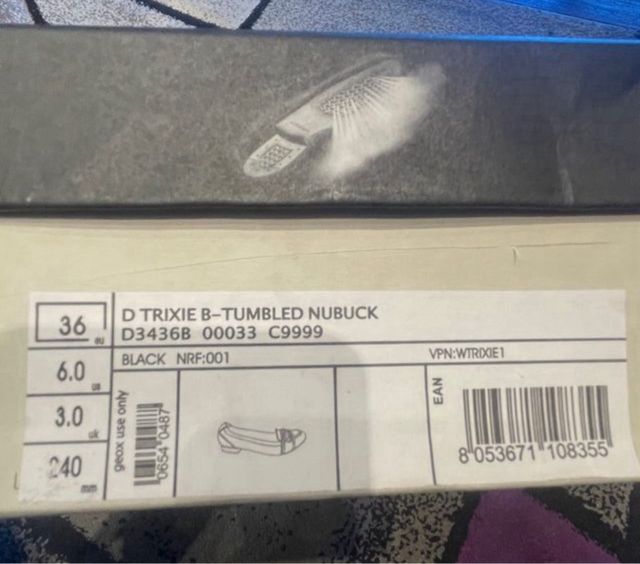 36 eu
D TRIXIE B-TUMBLED NUBUCK
D3436B 00033 C9999
BLACK NRF:001
VPN:WTRIXIE1
6.0 us
3.0 uk
240 mm
geox use only
0654 0487
EAN
8 053671 108355